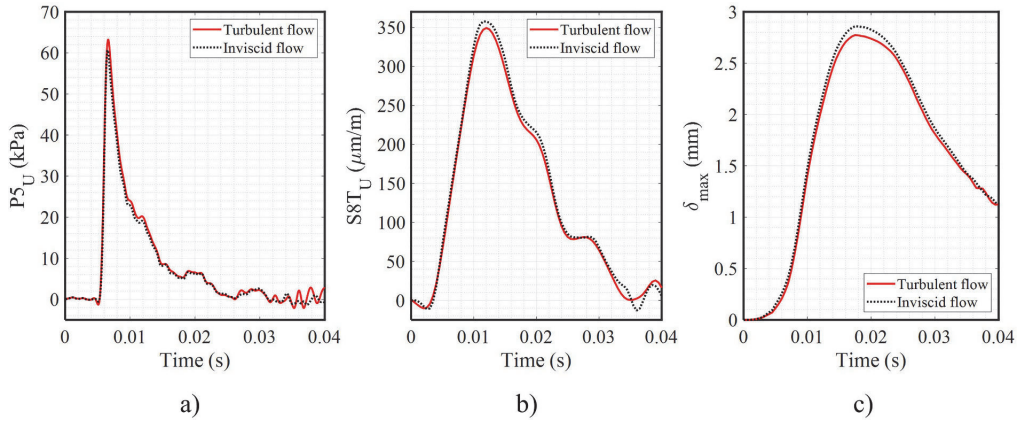 P5_U (kPa)
70
60
50
40
30
20
10
0
0 0.01 0.02 0.03 0.04
Time (s)
Turbulent flow
Inviscid flow
a)
S8T_U (μm/m)
350
300
250
200
150
100
50
0
0 0.01 0.02 0.03 0.04
Time (s)
Turbulent flow
Inviscid flow
b)
δ_max (mm)
3
2.5
2
1.5
1
0.5
0
0 0.01 0.02 0.03 0.04
Time (s)
Turbulent flow
Inviscid flow
c)